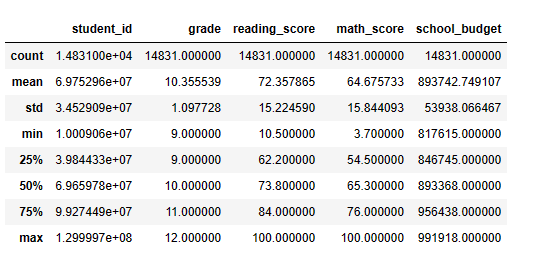 student_id grade reading_score math_score school_budget
count 1.483100e+04 14831.000000 14831.000000 14831.000000 14831.000000
mean 6.975296e+07 10.355539 72.357865 64.675733 893742.749107
std 3.452909e+07 1.097728 15.224590 15.844093 53938.066467
min 1.000906e+07 9.000000 10.500000 3.700000 817615.000000
25% 3.984433e+07 9.000000 62.200000 54.500000 846745.000000
50% 6.965978e+07 10.000000 73.800000 65.300000 893368.000000
75% 9.927449e+07 11.000000 84.000000 76.000000 956438.000000
max 1.299997e+08 12.000000 100.000000 100.000000 991918.000000